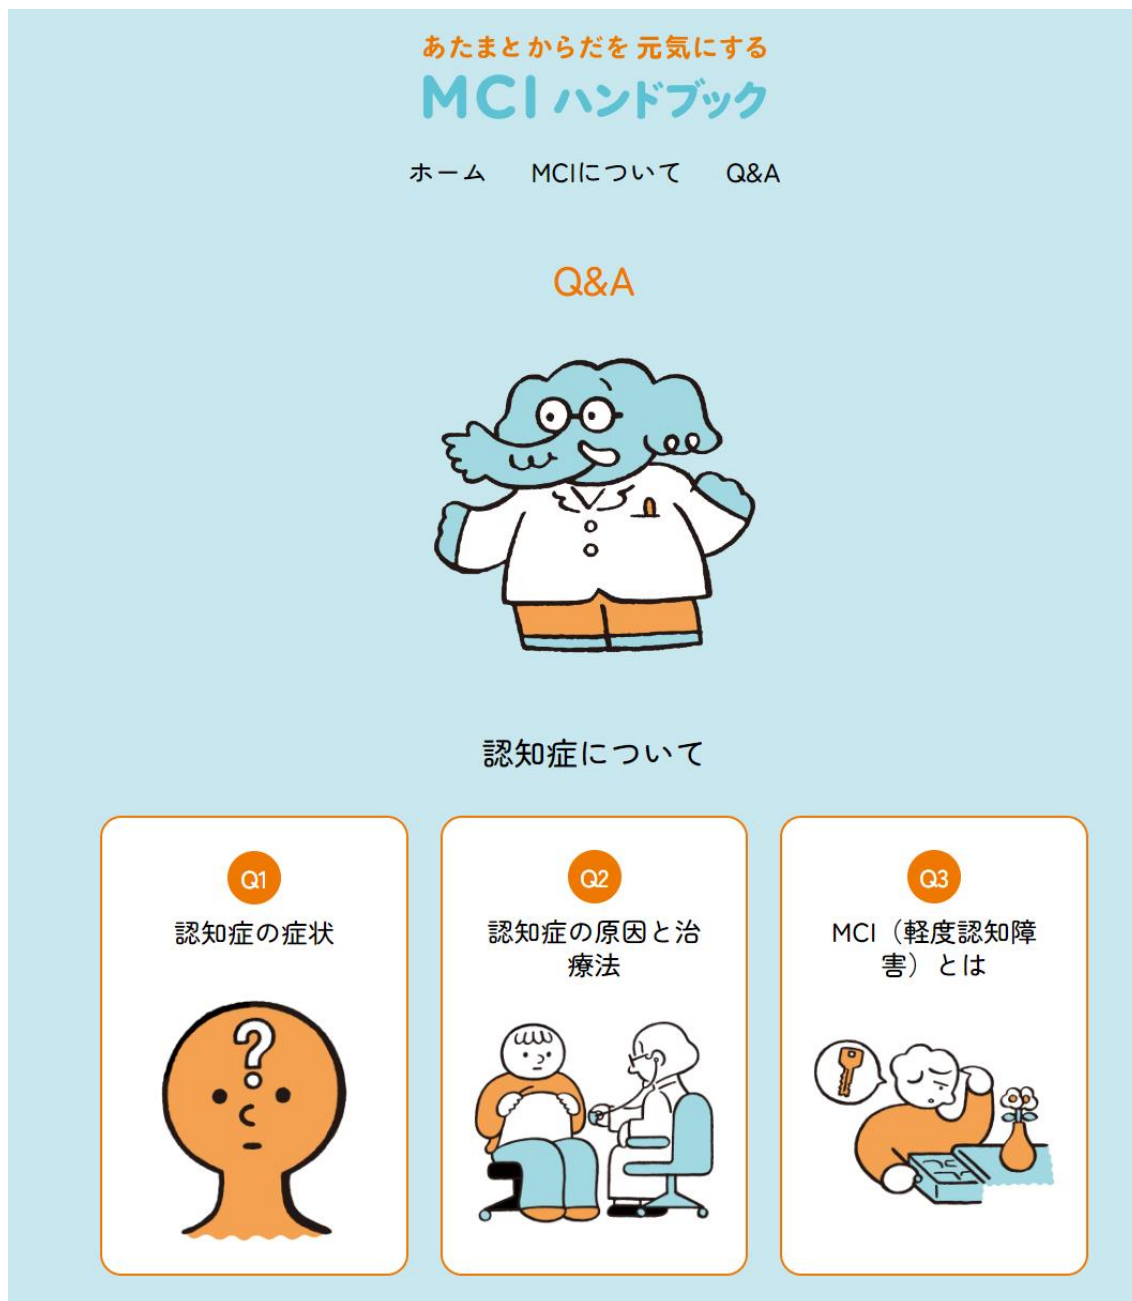 あたまとからだを 元気にする
MCI ハンドブック
ホーム MCIについて Q&A
Q&A
認知症について
Q1
認知症の症状
?
Q2
認知症の原因と治
療法
Q3
MCI（軽度認知障
害）とは